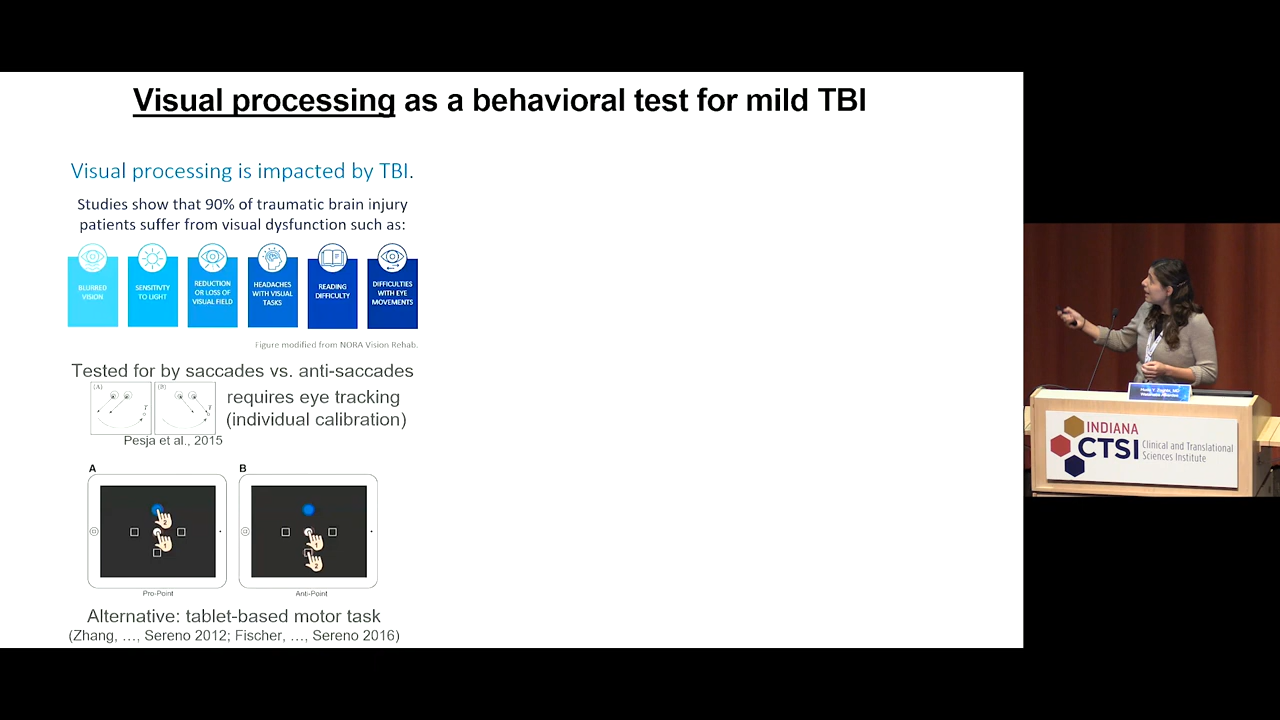 Visual processing as a behavioral test for mild TBI
Visual processing is impacted by TBI.
Studies show that 90% of traumatic brain injury
patients suffer from visual dysfunction such as:
BLURRED
VISION
SENSITIVITY
TO LIGHT
REDUCTION
OR LOSS OF
VISUAL FIELD
HEADACHES
WITH VISUAL
TASKS
READING
DIFFICULTY
DIFFICULTIES
WITH EYE
MOVEMENTS
Figure modified from NORA Vision Rehab.
Tested for by saccades vs. anti-saccades
(A)
T
(B)
T
requires eye tracking
(individual calibration)
Pesja et al., 2015
A
B
2
1
1
2
Pro-Point
Anti-Point
Alternative: tablet-based motor task
(Zhang, …, Sereno 2012; Fischer, …, Sereno 2016)
INDIANA
CTSI
Clinical and Translational
Sciences Institute